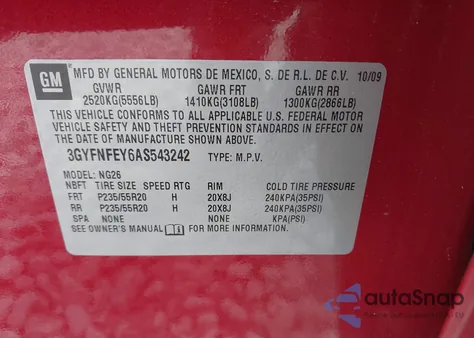 GM
MFD BY GENERAL MOTORS DE MEXICO, S. DE R.L. DE C.V. 10/09
GVWR GAWR FRT GAWR RR
2520KG(5556LB) 1410KG(3108LB) 1300KG(2866LB)
THIS VEHICLE CONFORMS TO ALL APPLICABLE U.S. FEDERAL MOTOR
VEHICLE SAFETY AND THEFT PREVENTION STANDARDS IN EFFECT ON
THE DATE OF MANUFACTURE SHOWN ABOVE.
3GYFNFEY6AS543242 TYPE: M.P.V.
MODEL: NG26
NBFT TIRE SIZE SPEED RTG RIM COLD TIRE PRESSURE
FRT P235/55R20 H 20X8J 240KPA(35PSI)
RR P235/55R20 H 20X8J 240KPA(35PSI)
SPA NONE NONE KPA(PSI)
SEE OWNER'S MANUAL FOR MORE INFORMATION.
autoSnap